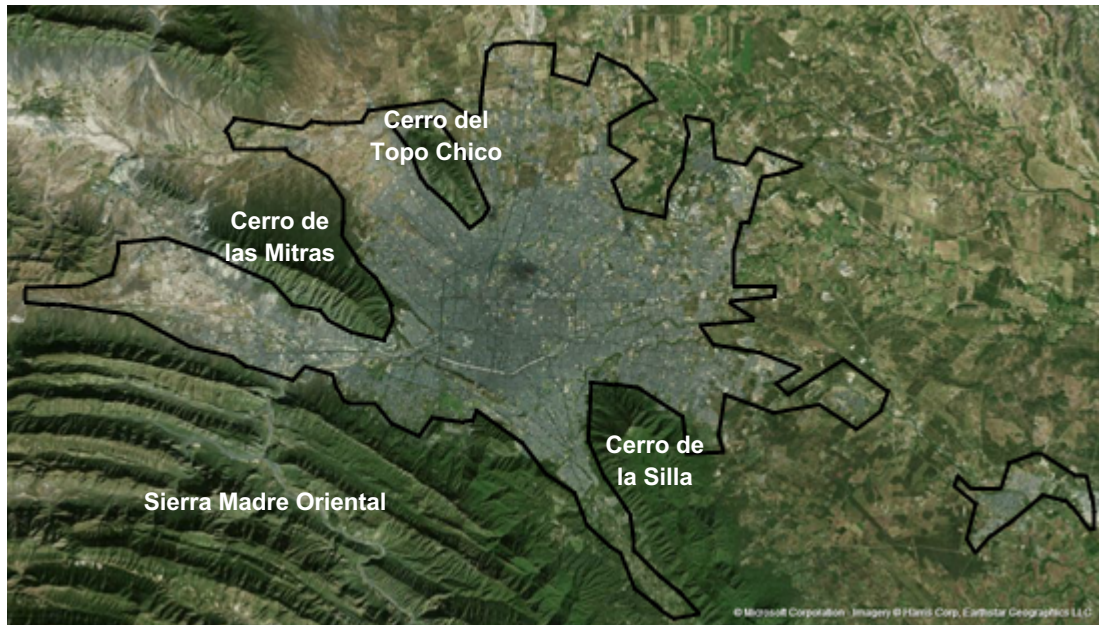 Cerro del
Topo Chico
Cerro de
las Mitras
Cerro de
la Silla
Sierra Madre Oriental
© Microsoft Corporation - Imagery © Harris Corp, Earthstar Geographics LLC